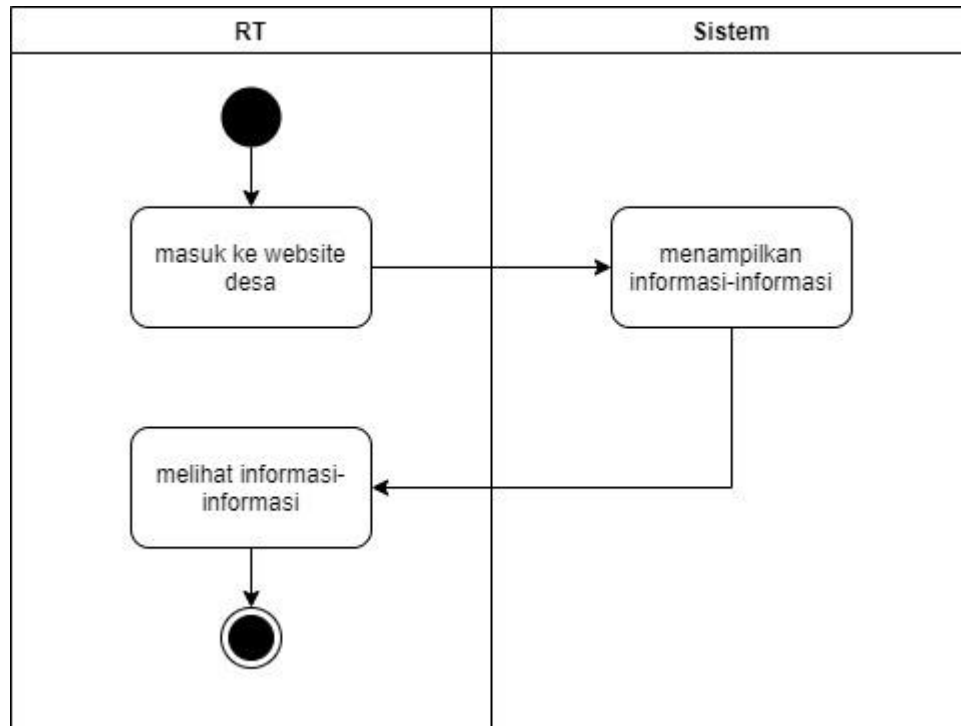 RT
Sistem
masuk ke website
desa
menampilkan
informasi-informasi
melihat informasi-
informasi